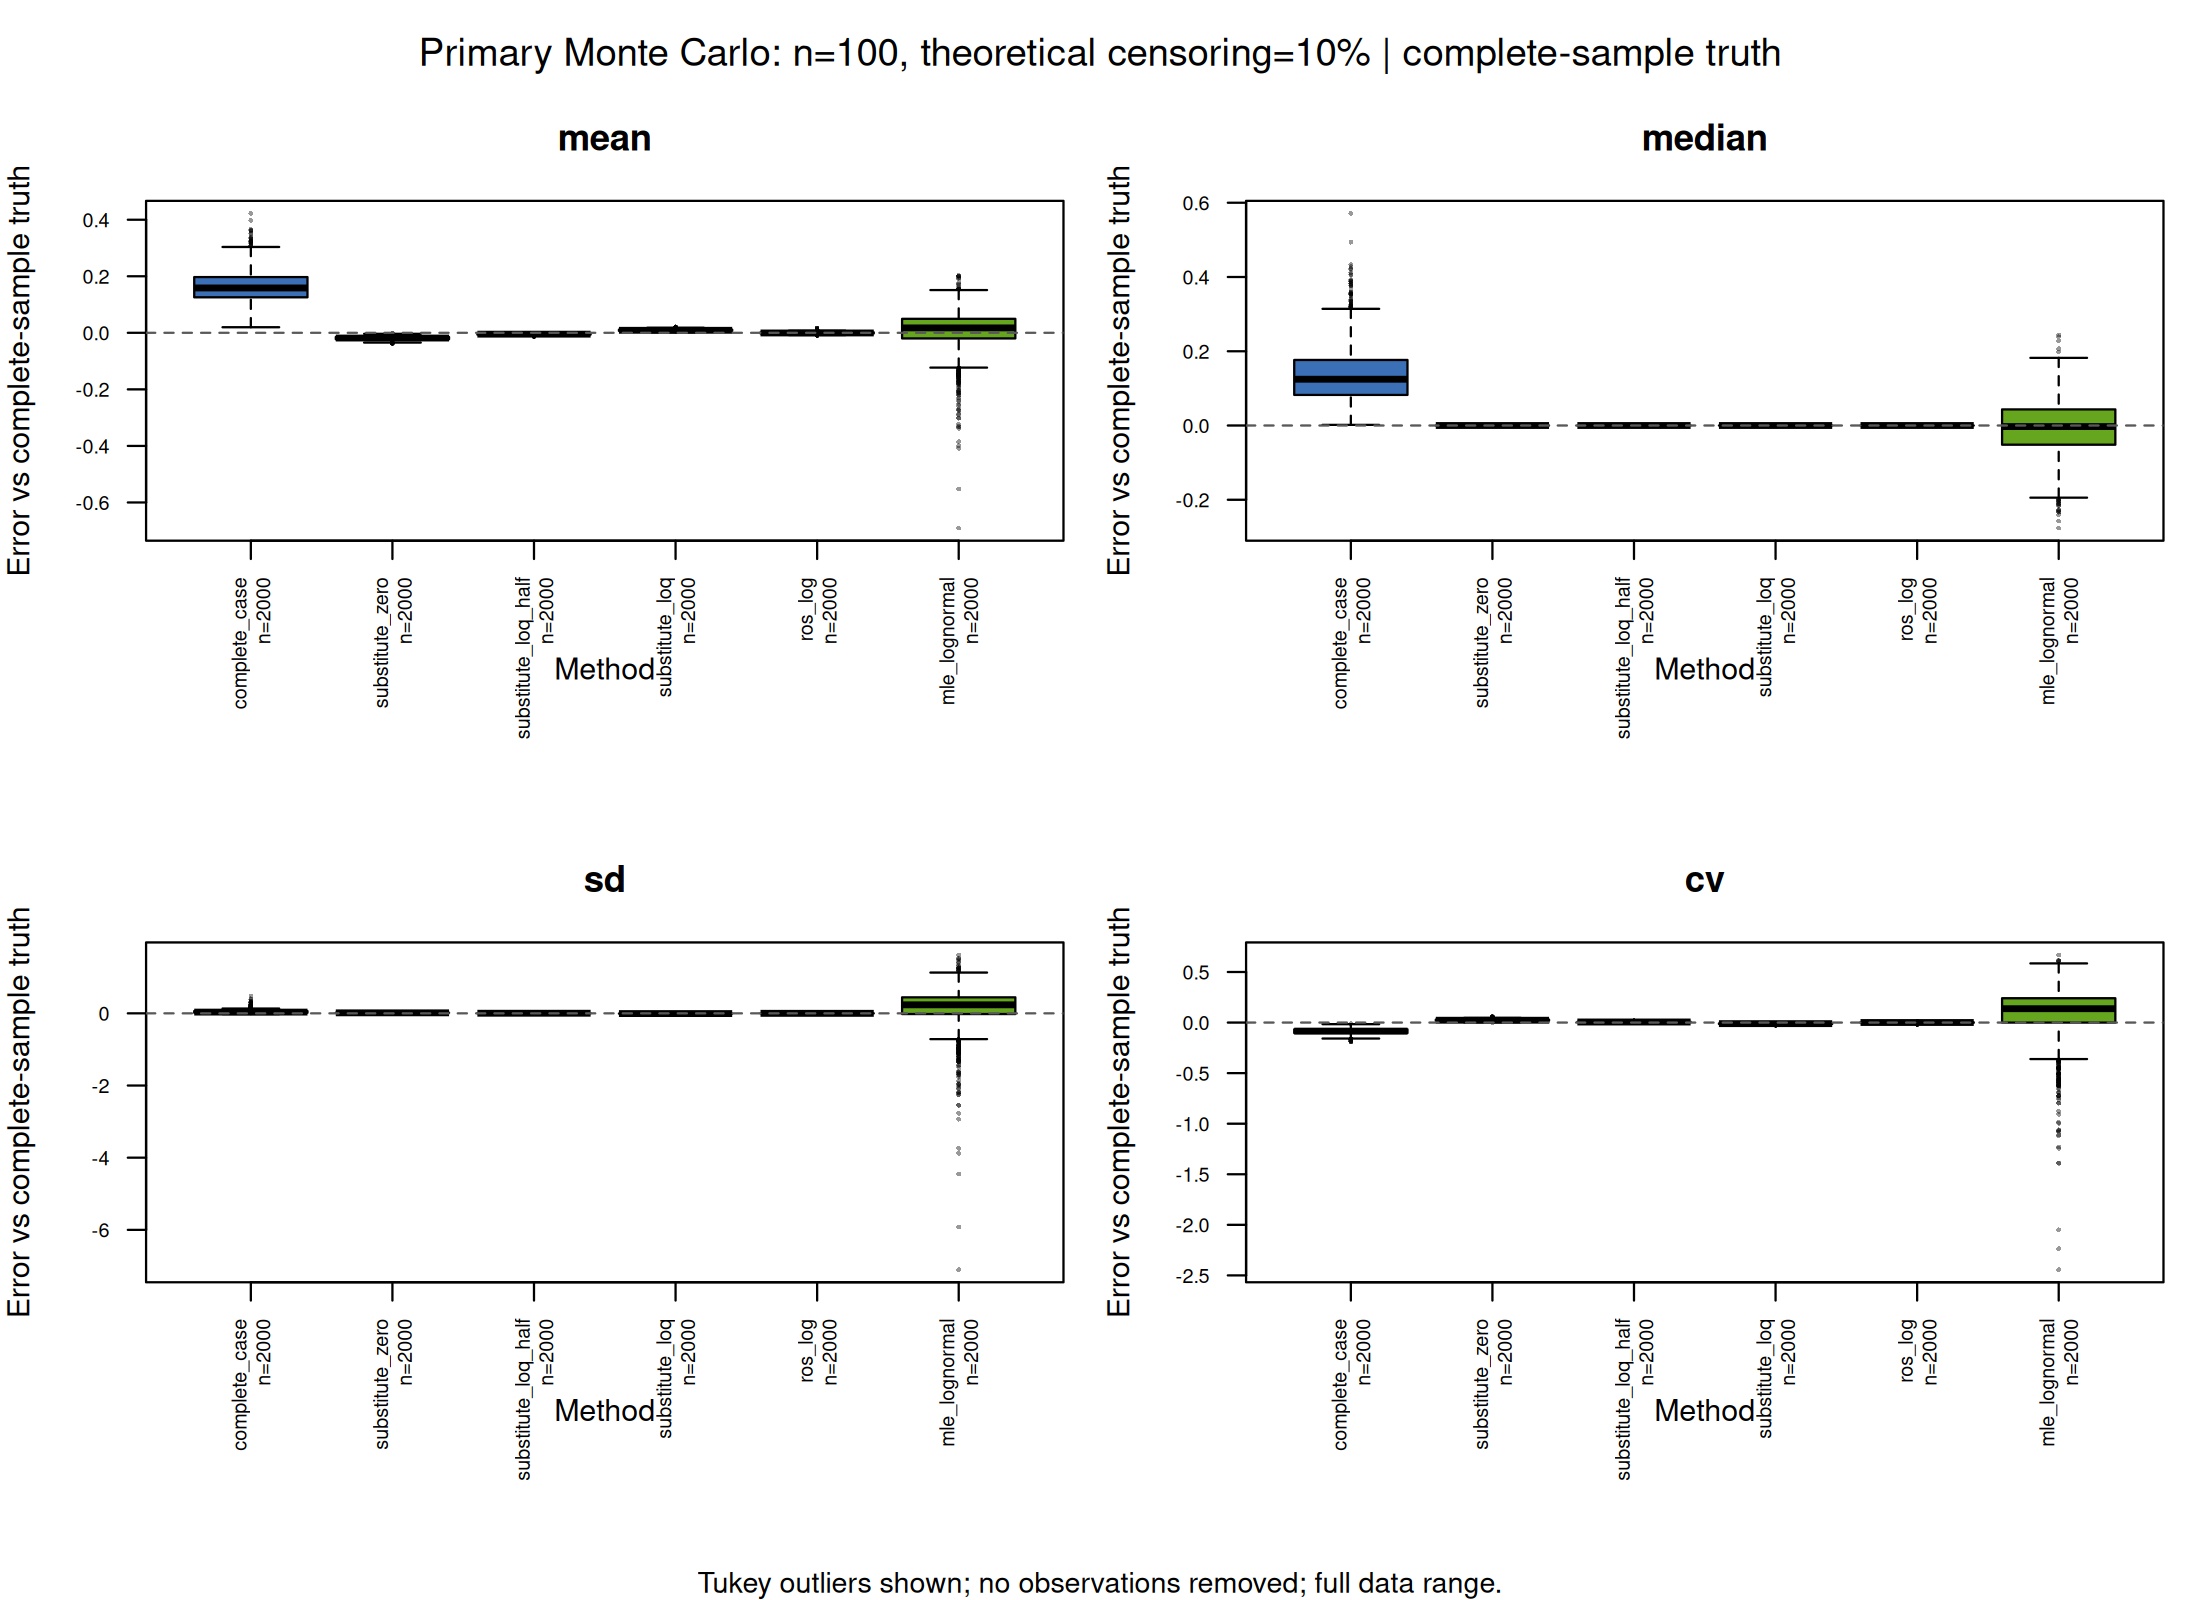 Primary Monte Carlo: n=100, theoretical censoring=10% | complete-sample truth
mean
Error vs complete-sample truth
0.4
0.2
0.0
-0.2
-0.4
-0.6
complete_case
n=2000
substitute_zero
n=2000
substitute_loq_half
n=2000
substitute_loq
n=2000
ros_log
n=2000
mle_lognormal
n=2000
Method
median
Error vs complete-sample truth
0.6
0.4
0.2
0.0
-0.2
complete_case
n=2000
substitute_zero
n=2000
substitute_loq_half
n=2000
substitute_loq
n=2000
ros_log
n=2000
mle_lognormal
n=2000
Method
sd
Error vs complete-sample truth
0
-2
-4
-6
complete_case
n=2000
substitute_zero
n=2000
substitute_loq_half
n=2000
substitute_loq
n=2000
ros_log
n=2000
mle_lognormal
n=2000
Method
cv
Error vs complete-sample truth
0.5
0.0
-0.5
-1.0
-1.5
-2.0
-2.5
complete_case
n=2000
substitute_zero
n=2000
substitute_loq_half
n=2000
substitute_loq
n=2000
ros_log
n=2000
mle_lognormal
n=2000
Method
Tukey outliers shown; no observations removed; full data range.